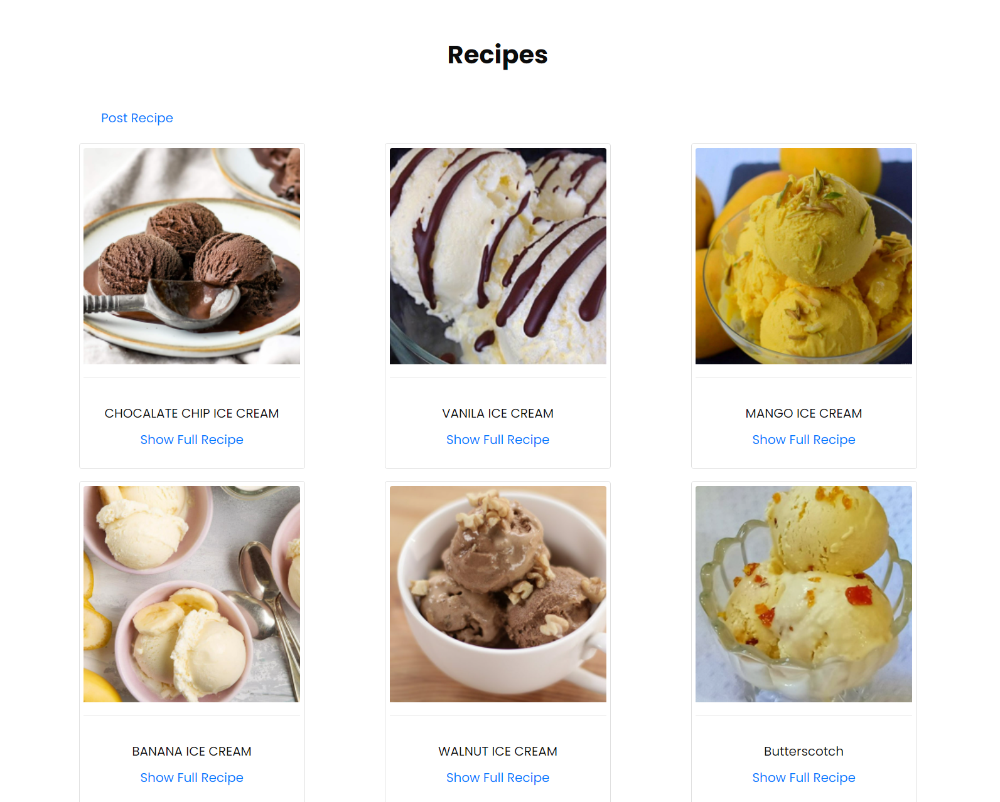 Recipes
Post Recipe
CHOCALATE CHIP ICE CREAM
Show Full Recipe
VANILA ICE CREAM
Show Full Recipe
MANGO ICE CREAM
Show Full Recipe
BANANA ICE CREAM
Show Full Recipe
WALNUT ICE CREAM
Show Full Recipe
Butterscotch
Show Full Recipe